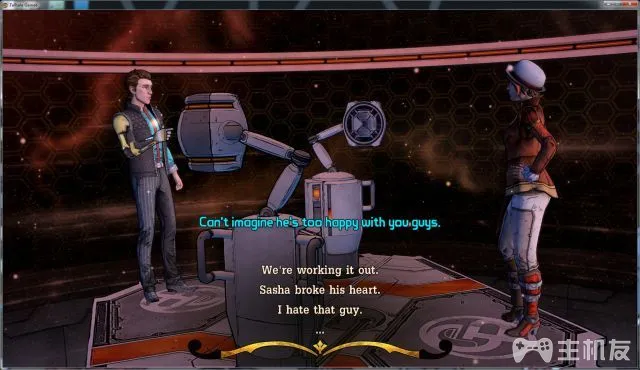 Telltale Games
Can't imagine he's too happy with you guys.
We're working it out.
Sasha broke his heart.
I hate that guy.
...
主机友